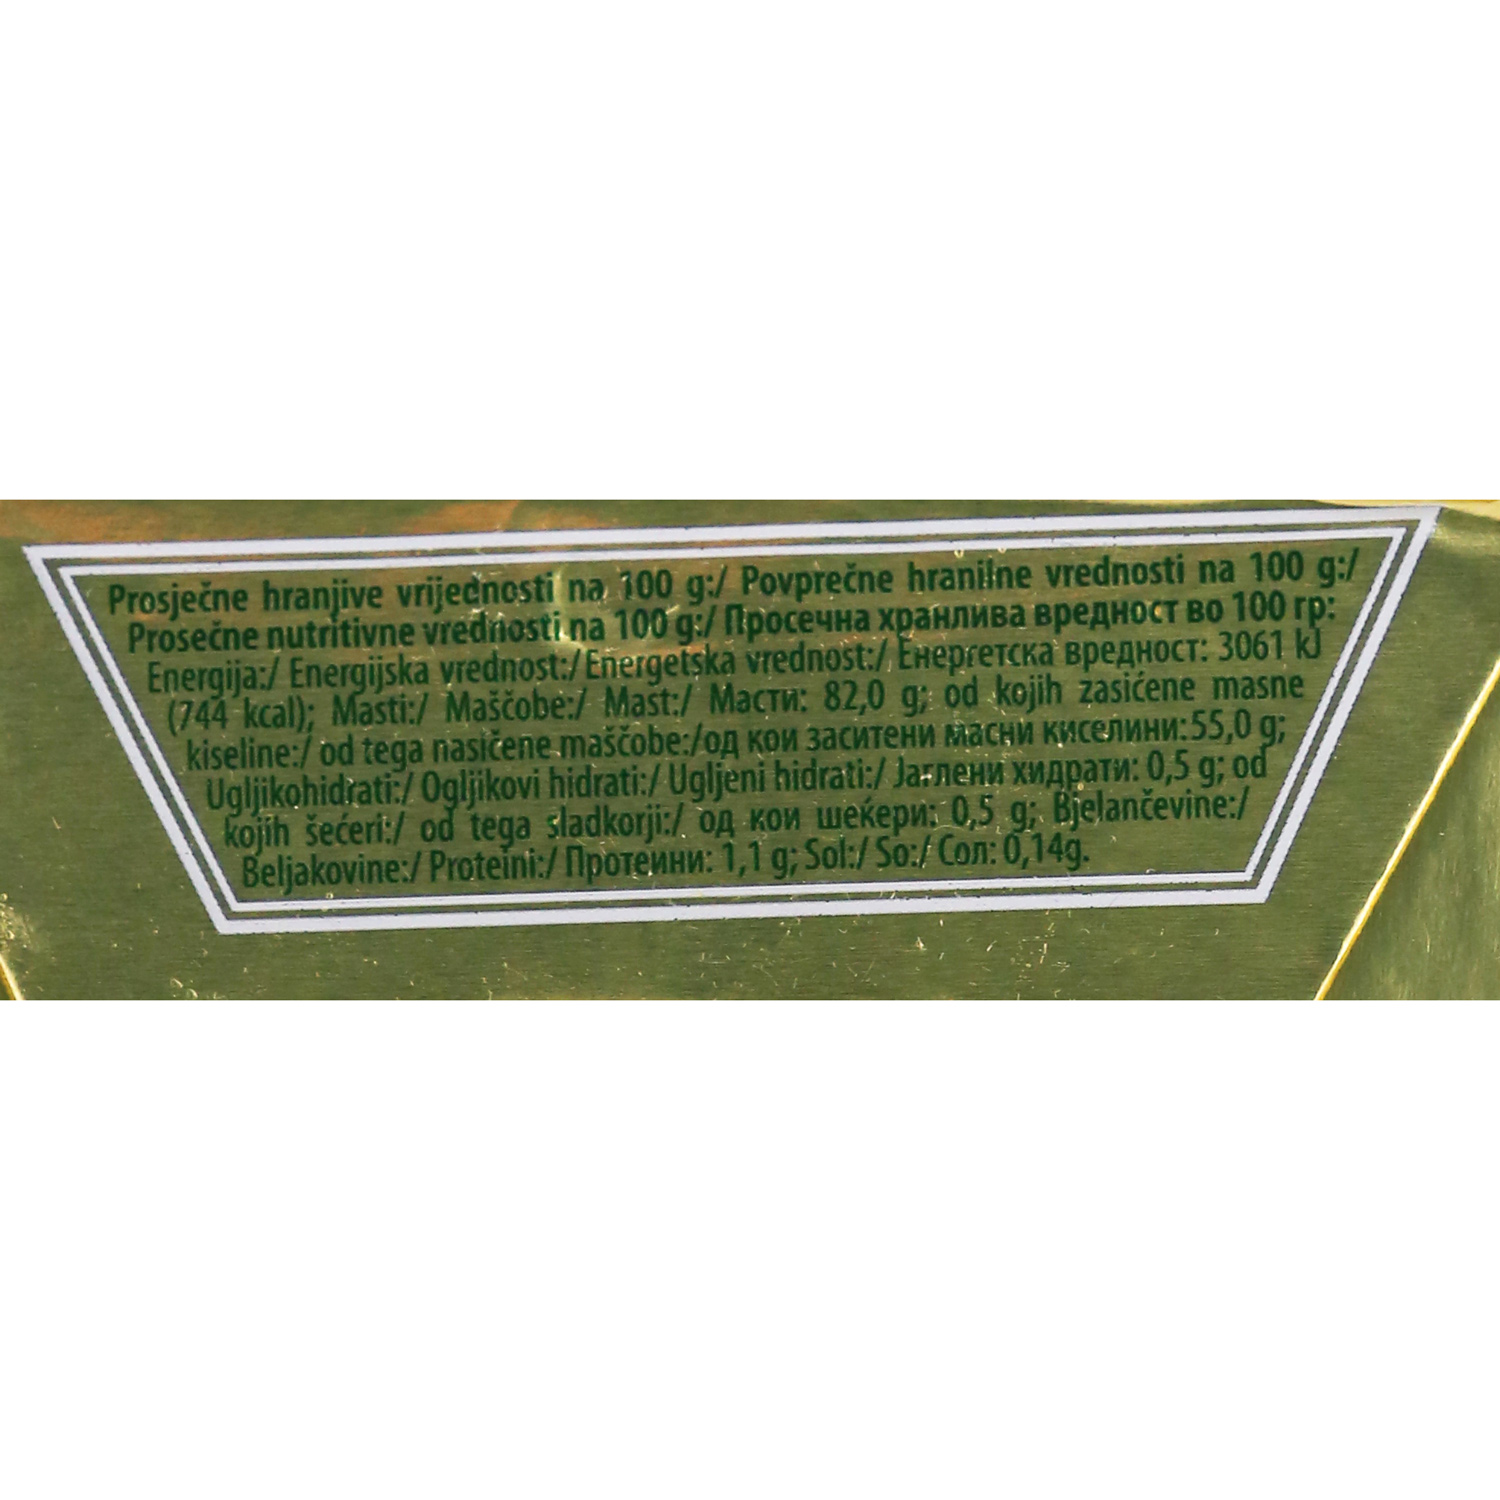 Prosječne hranjive vrijednosti na 100 g:/ Povprečne hranilne vrednosti na 100 g:/
Prosečne nutritivne vrednosti na 100 g:/ Просечна хранлива вредност во 100 гр:
Energija:/ Energijska vrednost:/ Energetska vrednost:/ Енергетска вредност: 3061 kJ
(744 kcal); Masti:/ Maščobe:/ Mast:/ Масти: 82,0 g; od kojih zasićene masne
kiseline:/ od tega nasičene maščobe:/од кои заситени масни киселини:55,0 g;
Ugljikohidrati:/ Ogljikovi hidrati:/ Ugljeni hidrati:/ Јаглени хидрати: 0,5 g; od
kojih šećeri:/ od tega sladkorji:/ од кои шеќери: 0,5 g; Bjelančevine:/
Beljakovine:/ Proteini:/ Протеини: 1,1 g; Sol:/ So:/ Сол: 0,14g.